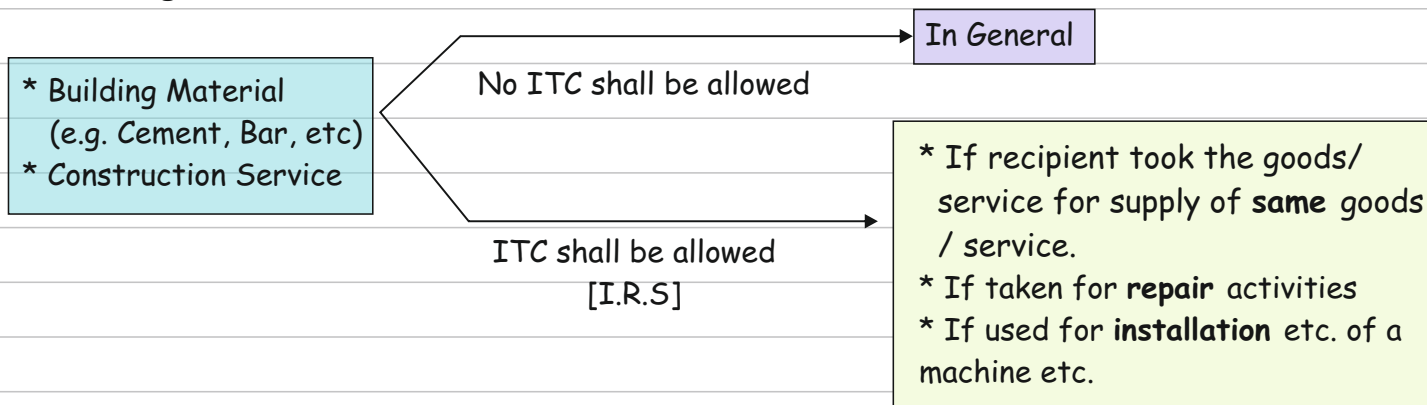 * Building Material
(e.g. Cement, Bar, etc)
* Construction Service
In General
No ITC shall be allowed
ITC shall be allowed
[I.R.S]
* If recipient took the goods/
service for supply of same goods
/ service.
* If taken for repair activities
* If used for installation etc. of a
machine etc.